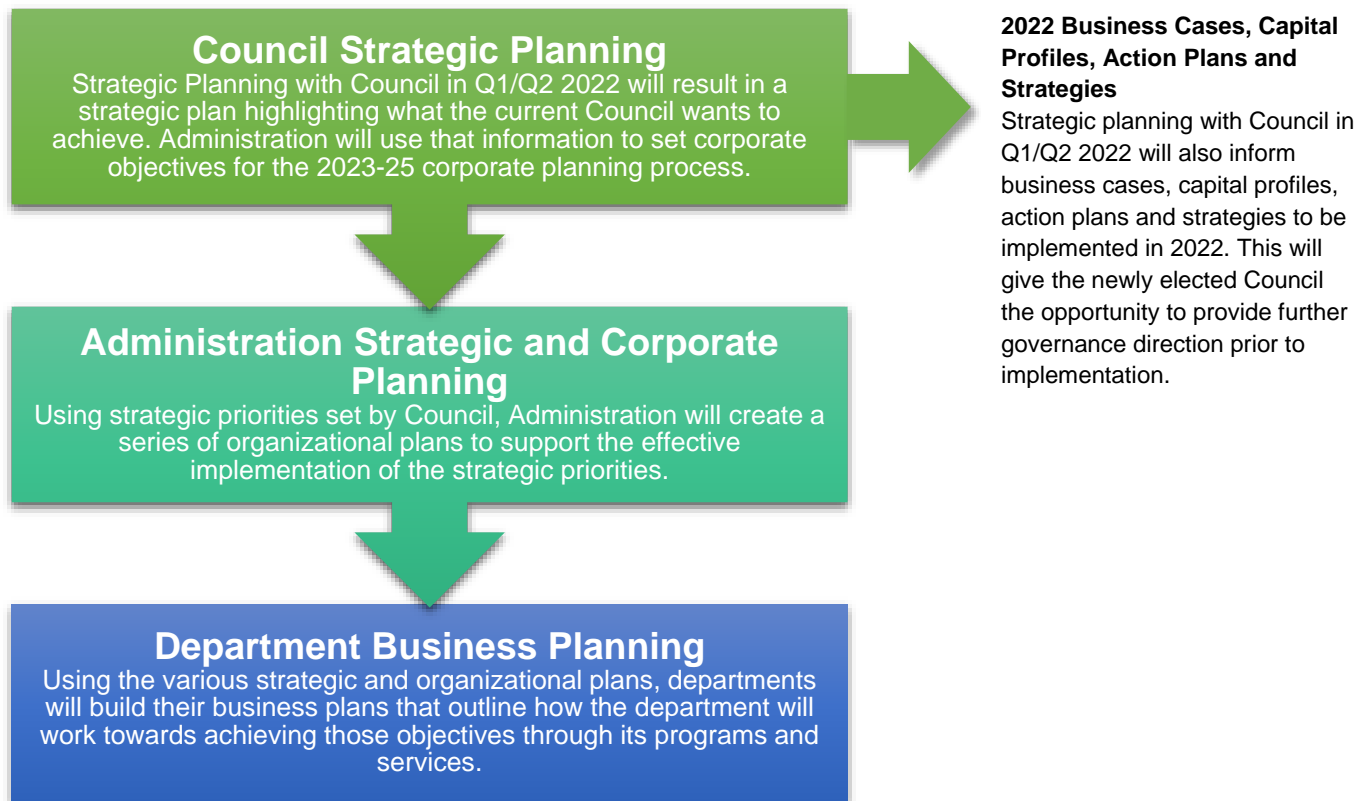 Council Strategic Planning
Strategic Planning with Council in Q1/Q2 2022 will result in a
strategic plan highlighting what the current Council wants to
achieve. Administration will use that information to set corporate
objectives for the 2023-25 corporate planning process.
2022 Business Cases, Capital
Profiles, Action Plans and
Strategies
Strategic planning with Council in
Q1/Q2 2022 will also inform
business cases, capital profiles,
action plans and strategies to be
implemented in 2022. This will
give the newly elected Council
the opportunity to provide further
governance direction prior to
implementation.
Administration Strategic and Corporate
Planning
Using strategic priorities set by Council, Administration will create a
series of organizational plans to support the effective
implementation of the strategic priorities.
Department Business Planning
Using the various strategic and organizational plans, departments
will build their business plans that outline how the department will
work towards achieving those objectives through its programs and
services.